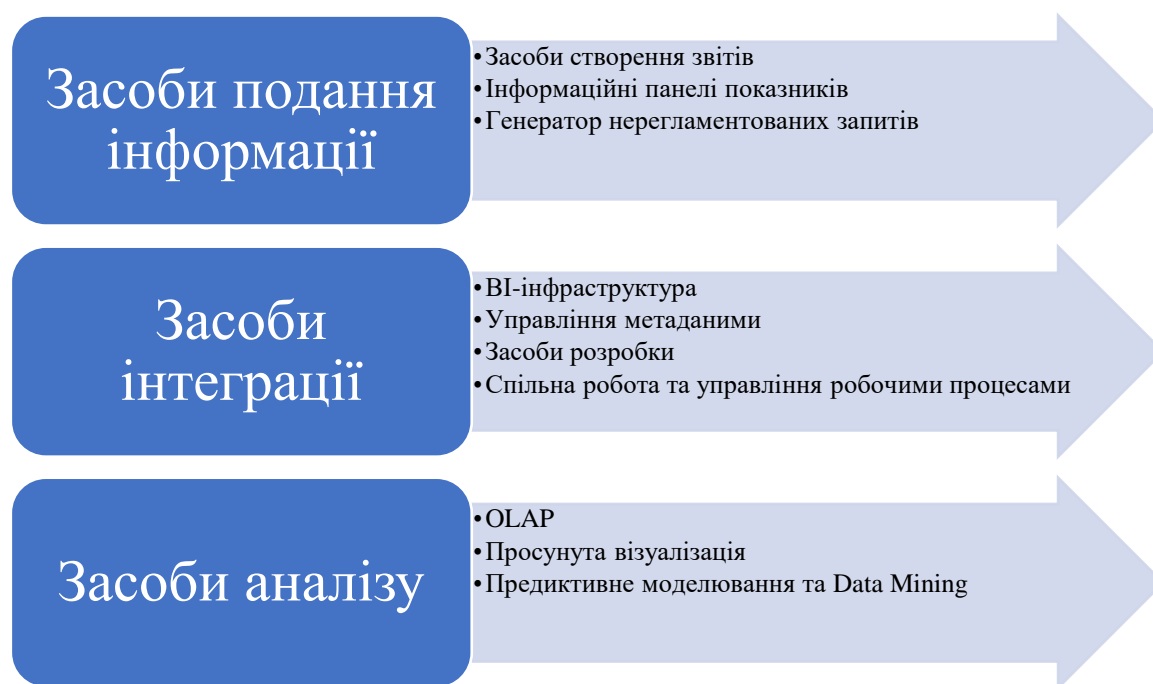 Засоби подання
інформації
•Засоби створення звітів
•Інформаційні панелі показників
•Генератор нерегламентованих запитів
Засоби
інтеграції
•BI-інфраструктура
•Управління метаданими
•Засоби розробки
•Спільна робота та управління робочими процесами
Засоби аналізу
•OLAP
•Просунута візуалізація
•Предиктивне моделювання та Data Mining